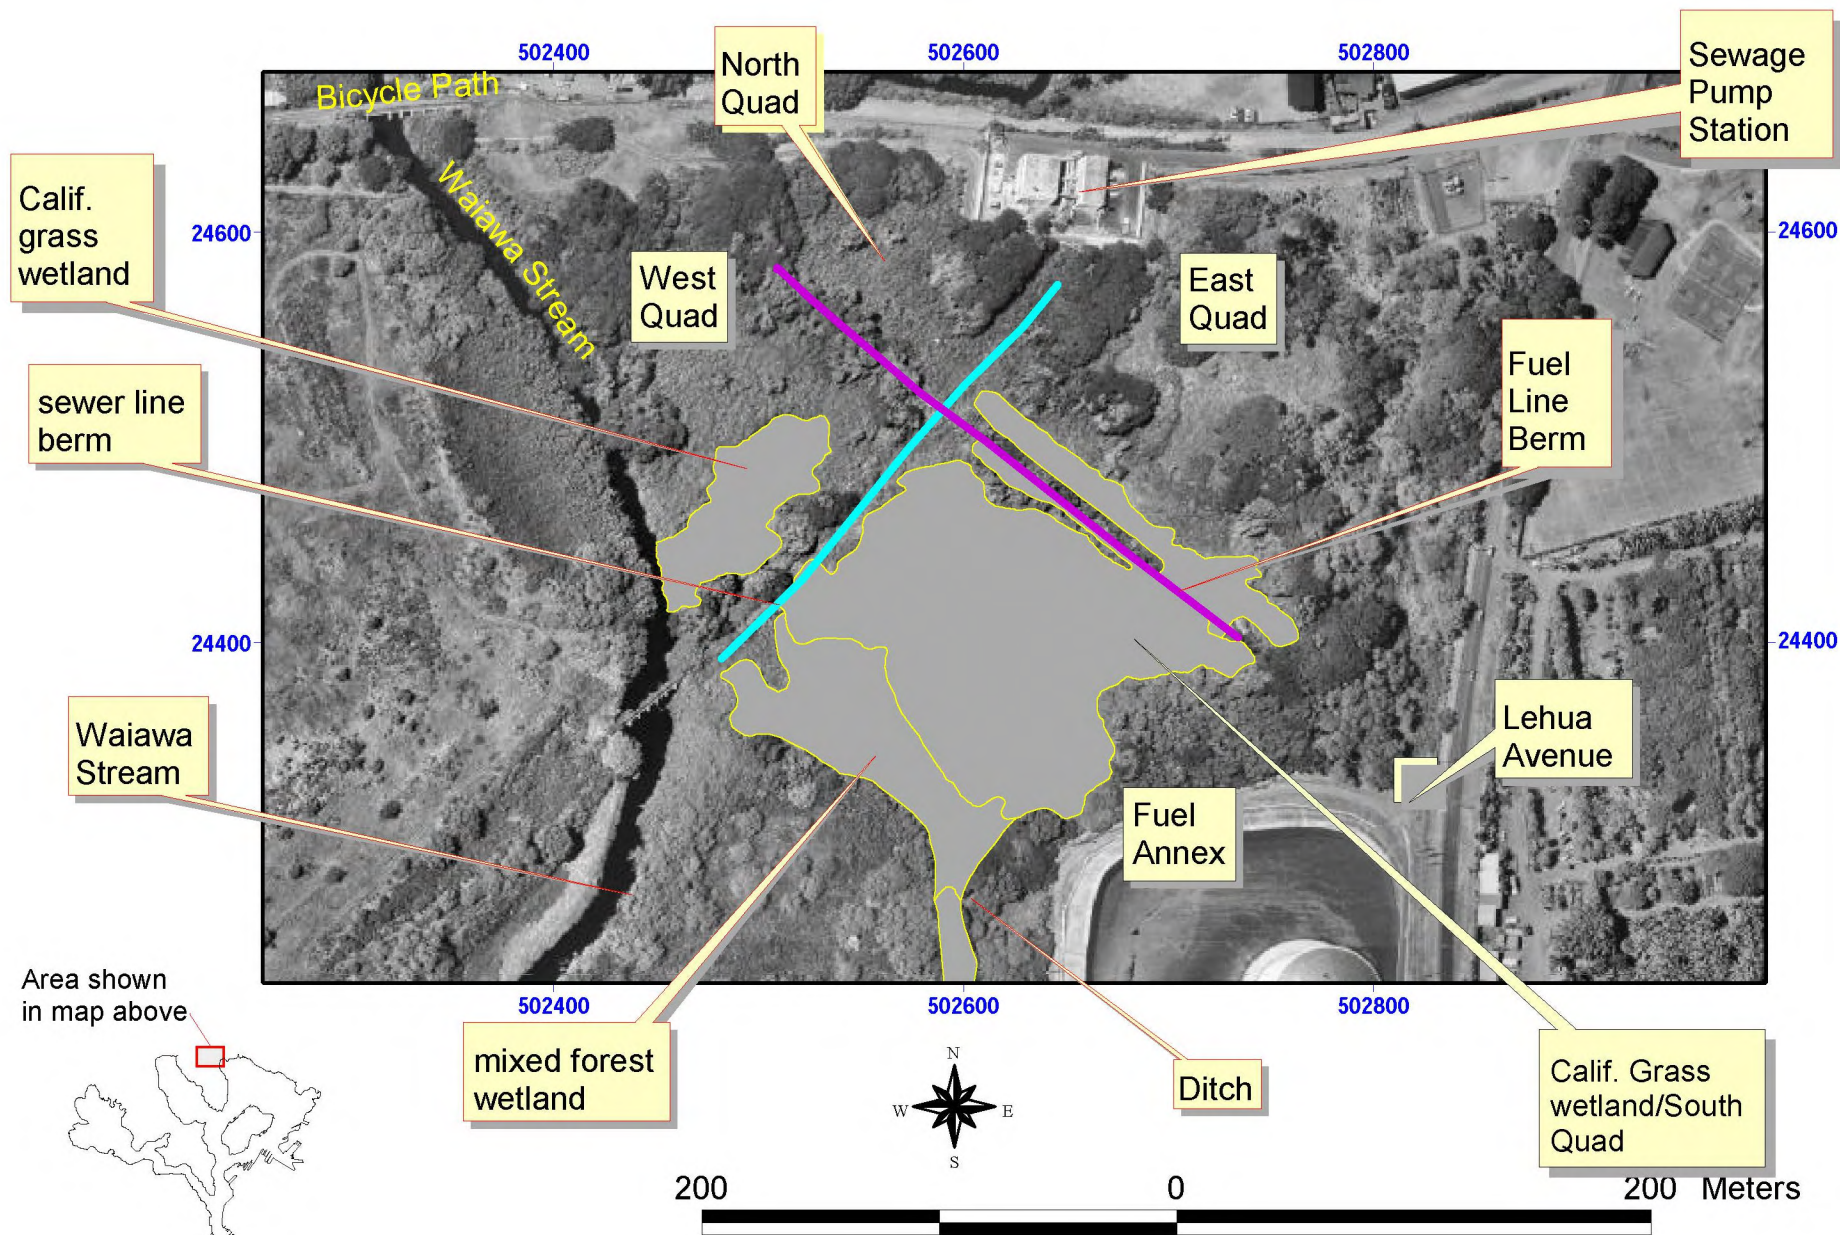 502400
502600
502800
Bicycle Path
North
Quad
Sewage
Pump
Station
Calif.
grass
wetland
Waiawa Stream
24600
24600
West
Quad
East
Quad
sewer line
berm
Fuel
Line
Berm
24400
24400
Waiawa
Stream
Lehua
Avenue
Fuel
Annex
502400
502600
502800
Area shown
in map above
mixed forest
wetland
Ditch
Calif. Grass
wetland/South
Quad
N
W
E
S
200
0
200 Meters